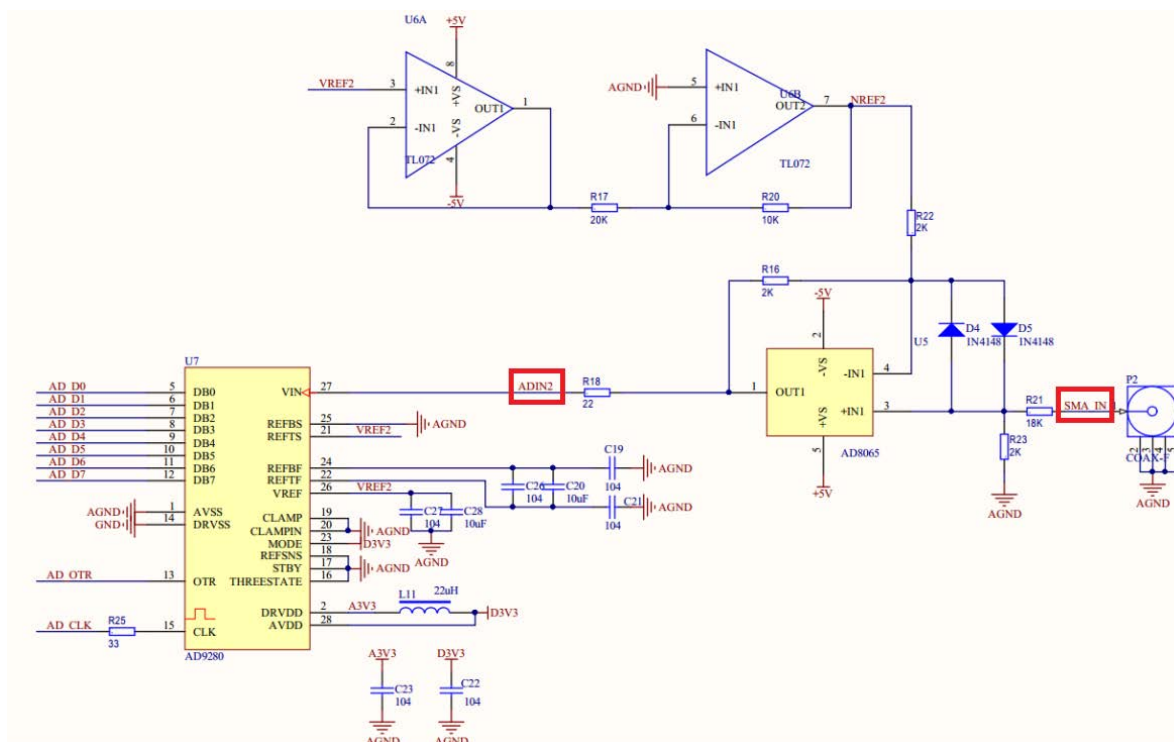 U6A
+5V
8
VREF2
3
+IN1
+VS
OUT1
1
2
-IN1
-VS
TL072
4
-5V
AGND
5
+IN1
U6B
OUT2
7
NREF2
6
-IN1
TL072
R17
20K
R20
10K
R22
2K
R16
2K
-5V
2
-VS
U5
D4
IN4148
D5
IN4148
1
OUT1
-IN1
4
+IN1
3
+VS
5
AD8065
+5V
ADIN2
R18
22
R21
18K
SMA_IN
P2
1
COAX-F
2
3
4
5
AGND
R23
2K
AGND
U7
AD_D0
5
DB0
AD_D1
6
DB1
AD_D2
7
DB2
AD_D3
8
DB3
AD_D4
9
DB4
AD_D5
10
DB5
AD_D6
11
DB6
AD_D7
12
DB7
VIN
27
REFBS
25
AGND
REFTS
21
VREF2
REFBF
24
REFTF
22
VREF
26
VREF2
C19
104
AGND
C26
104
C20
10uF
C21
104
AGND
C27
104
C28
10uF
AGND
AGND
1
AVSS
GND
14
DRVSS
CLAMP
19
CLAMPIN
20
AGND
MODE
23
D3V3
REFSNS
18
STBY
17
AGND
THREESTATE
16
AD_OTR
13
OTR
DRVDD
2
A3V3
L11
22uH
D3V3
AVDD
28
AD_CLK
R25
33
15
CLK
AD9280
A3V3
D3V3
C23
104
C22
104
AGND
AGND